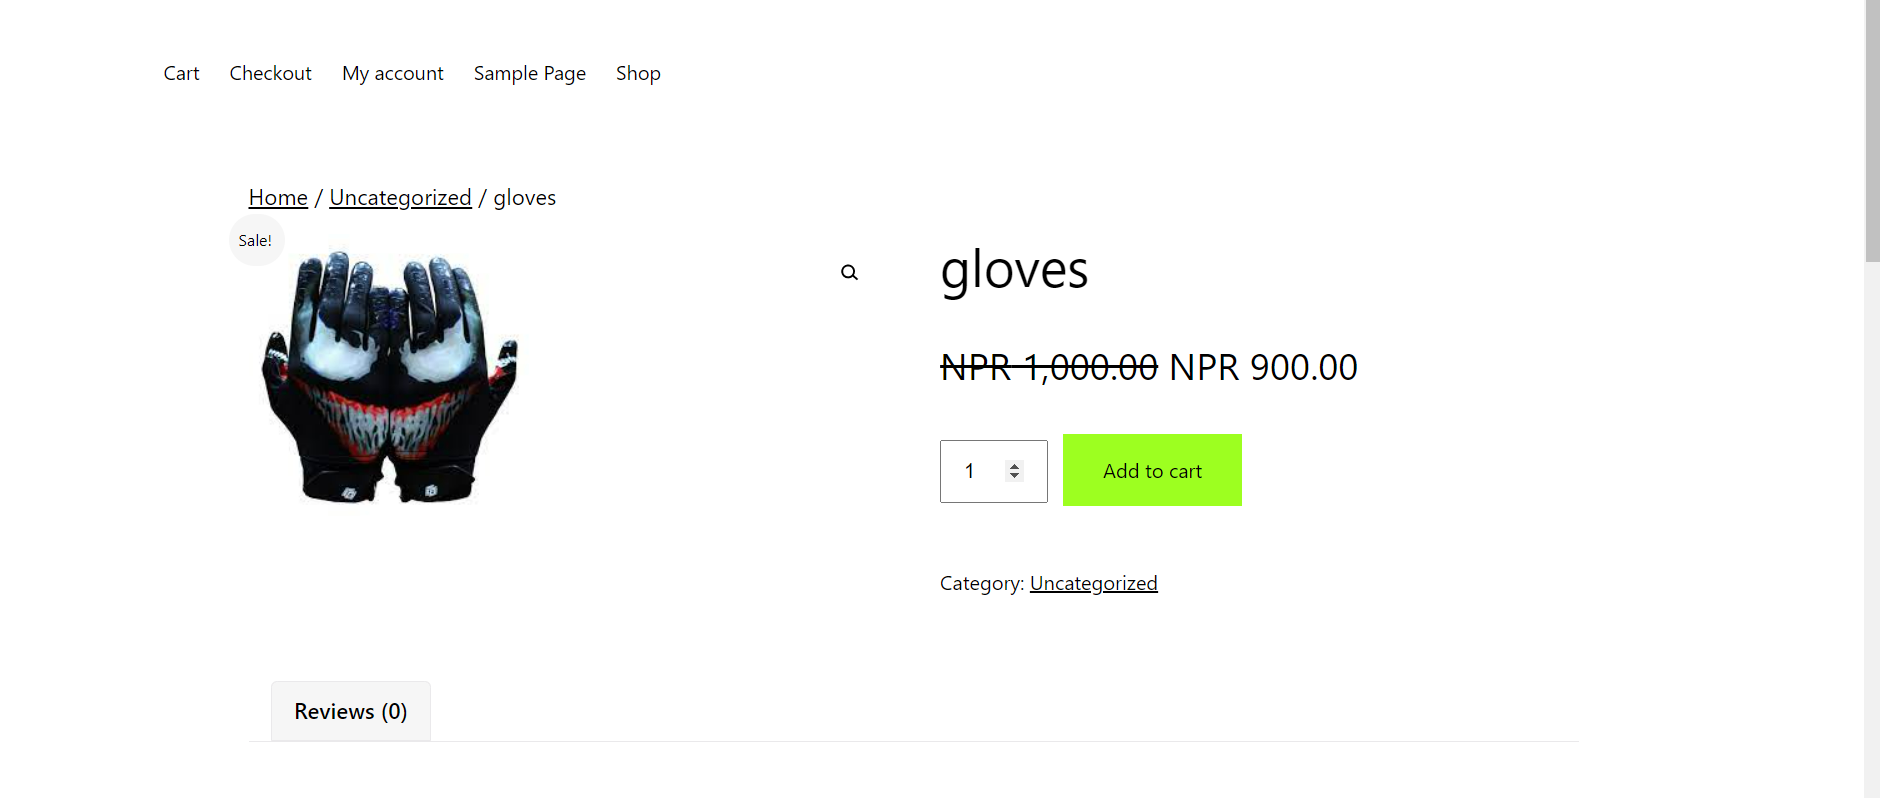 Cart Checkout My account Sample Page Shop
Home / Uncategorized / gloves
Sale!
gloves
NPR 1,000.00 NPR 900.00
1
Add to cart
Category: Uncategorized
Reviews (0)